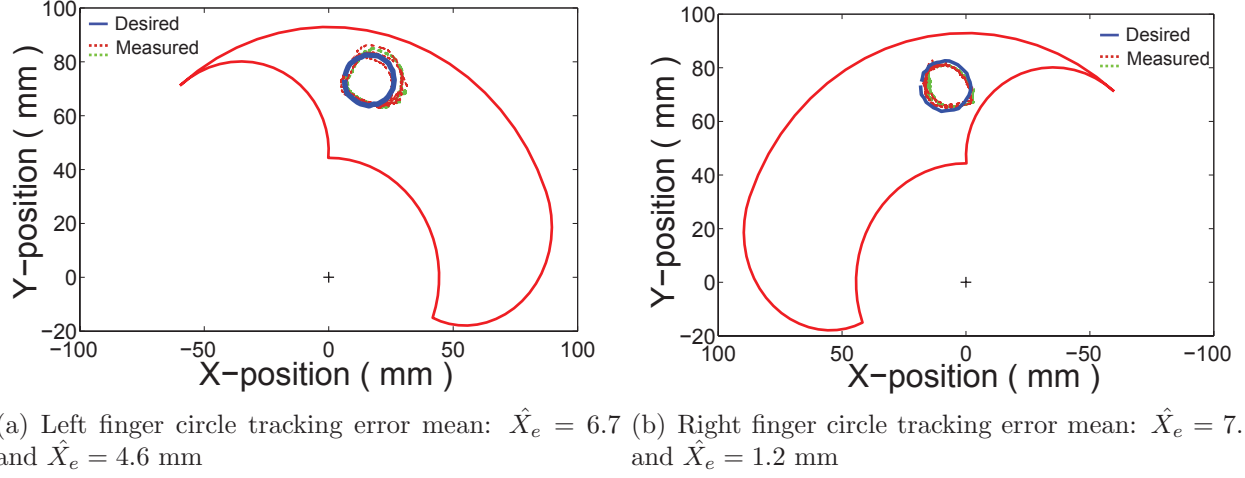 100
80
60
40
20
0
−20
Y−position ( mm )
Desired
Measured
−100
−50
0
50
100
X−position ( mm )
100
80
60
40
20
0
−20
Y−position ( mm )
Desired
Measured
100
50
0
−50
−100
X−position ( mm )
(a) Left finger circle tracking error mean: X̂e = 6.7
and X̂e = 4.6 mm
(b) Right finger circle tracking error mean: X̂e = 7.
and X̂e = 1.2 mm